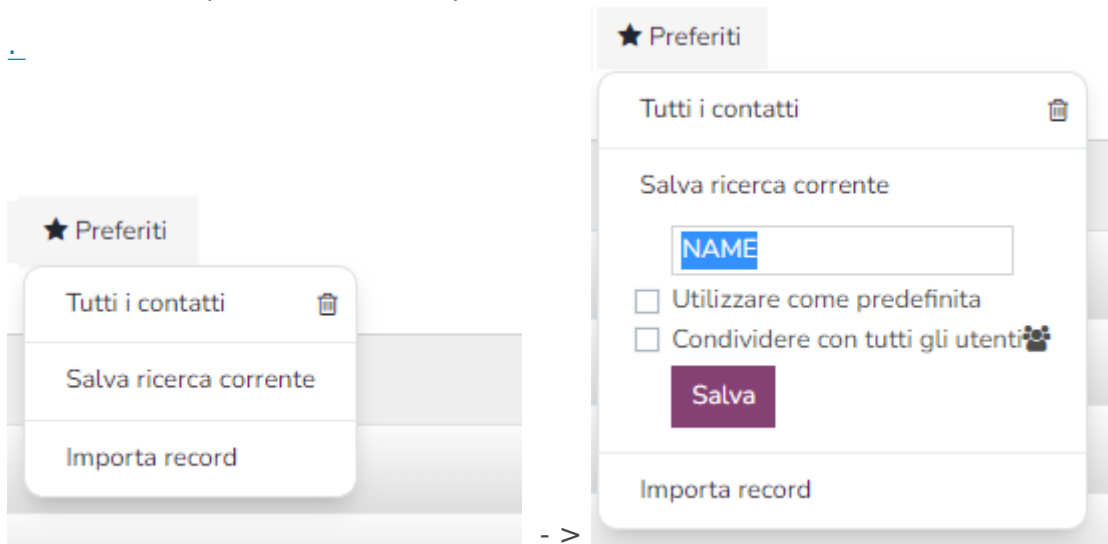 .
Preferiti
Tutti i contatti
Salva ricerca corrente
Importa record
- >
Preferiti
Tutti i contatti
Salva ricerca corrente
NAME
Utilizzare come predefinita
Condividere con tutti gli utenti
Salva
Importa record